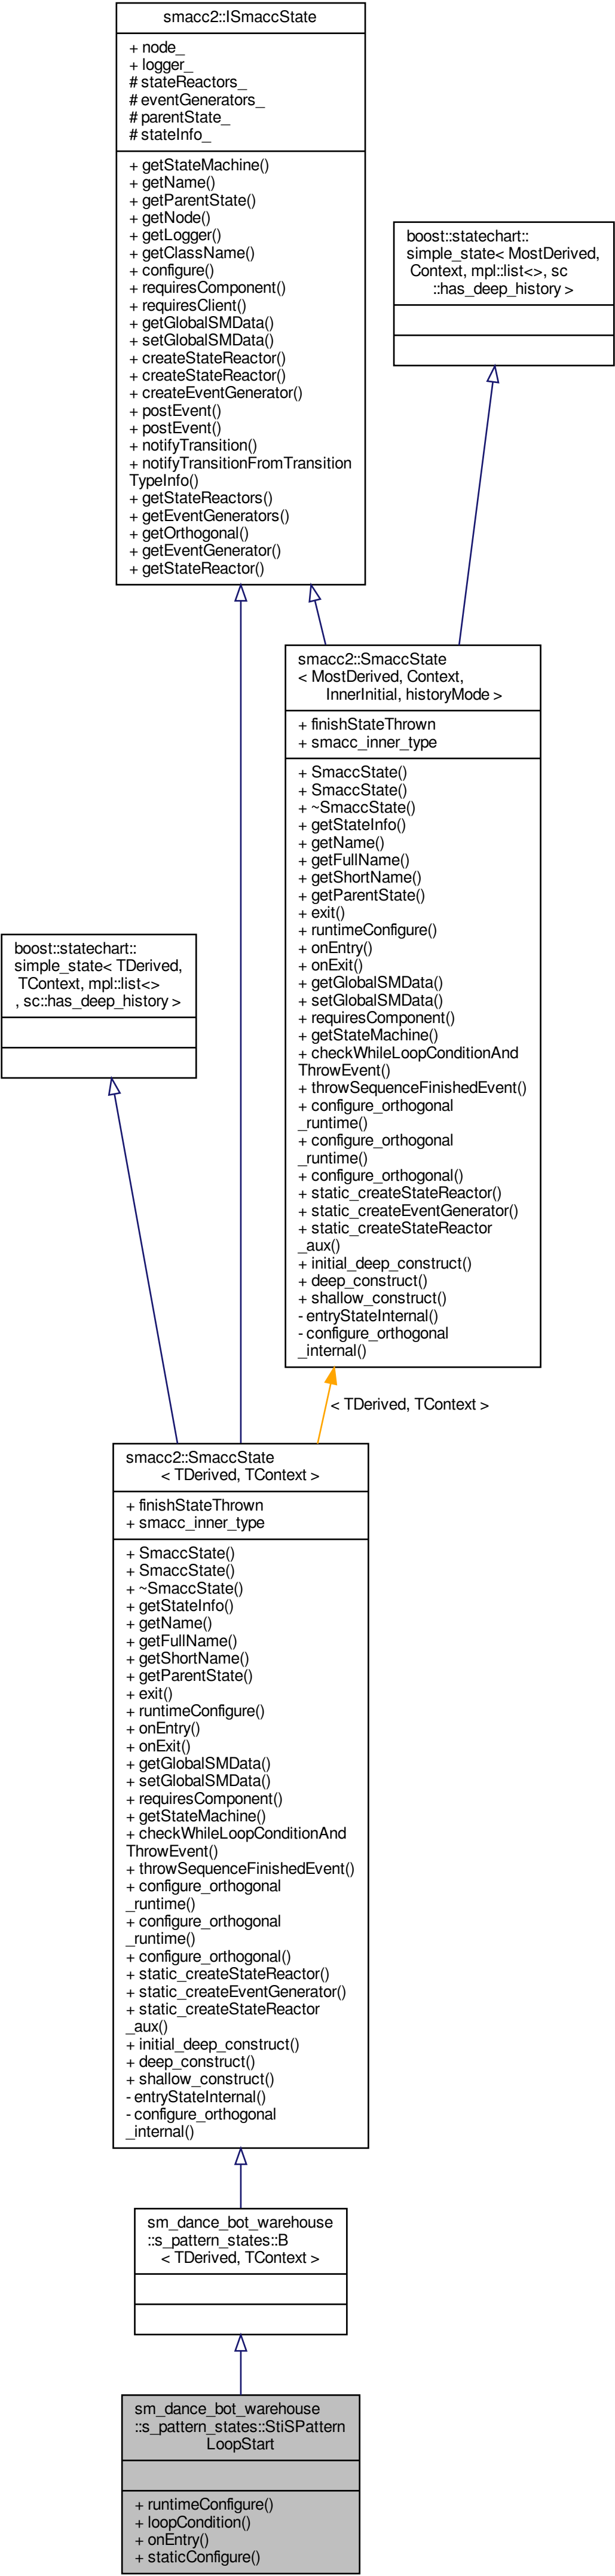 smacc2::ISmaccState
+ node_
+ logger_
# stateReactors_
# eventGenerators_
# parentState_
# stateInfo_
+ getStateMachine()
+ getName()
+ getParentState()
+ getNode()
+ getLogger()
+ getClassName()
+ configure()
+ requiresComponent()
+ requiresClient()
+ getGlobalSMData()
+ setGlobalSMData()
+ createStateReactor()
+ createStateReactor()
+ createEventGenerator()
+ postEvent()
+ postEvent()
+ notifyTransition()
+ notifyTransitionFromTransition
TypeInfo()
+ getStateReactors()
+ getEventGenerators()
+ getOrthogonal()
+ getEventGenerator()
+ getStateReactor()
boost::statechart::
simple_state< MostDerived,
Context, mpl::list<>, sc
::has_deep_history >
smacc2::SmaccState
< MostDerived, Context,
InnerInitial, historyMode >
+ finishStateThrown
+ smacc_inner_type
+ SmaccState()
+ SmaccState()
+ ~SmaccState()
+ getStateInfo()
+ getName()
+ getFullName()
+ getShortName()
+ getParentState()
+ exit()
+ runtimeConfigure()
+ onEntry()
+ onExit()
+ getGlobalSMData()
+ setGlobalSMData()
+ requiresComponent()
+ getStateMachine()
+ checkWhileLoopConditionAnd
ThrowEvent()
+ throwSequenceFinishedEvent()
+ configure_orthogonal
_runtime()
+ configure_orthogonal
_runtime()
+ configure_orthogonal()
+ static_createStateReactor()
+ static_createEventGenerator()
+ static_createStateReactor
_aux()
+ initial_deep_construct()
+ deep_construct()
+ shallow_construct()
- entryStateInternal()
- configure_orthogonal
_internal()
boost::statechart::
simple_state< TDerived,
TContext, mpl::list<>
, sc::has_deep_history >
< TDerived, TContext >
smacc2::SmaccState
< TDerived, TContext >
+ finishStateThrown
+ smacc_inner_type
+ SmaccState()
+ SmaccState()
+ ~SmaccState()
+ getStateInfo()
+ getName()
+ getFullName()
+ getShortName()
+ getParentState()
+ exit()
+ runtimeConfigure()
+ onEntry()
+ onExit()
+ getGlobalSMData()
+ setGlobalSMData()
+ requiresComponent()
+ getStateMachine()
+ checkWhileLoopConditionAnd
ThrowEvent()
+ throwSequenceFinishedEvent()
+ configure_orthogonal
_runtime()
+ configure_orthogonal
_runtime()
+ configure_orthogonal()
+ static_createStateReactor()
+ static_createEventGenerator()
+ static_createStateReactor
_aux()
+ initial_deep_construct()
+ deep_construct()
+ shallow_construct()
- entryStateInternal()
- configure_orthogonal
_internal()
sm_dance_bot_warehouse
::s_pattern_states::B
< TDerived, TContext >
sm_dance_bot_warehouse
::s_pattern_states::StiSPattern
LoopStart
+ runtimeConfigure()
+ loopCondition()
+ onEntry()
+ staticConfigure()